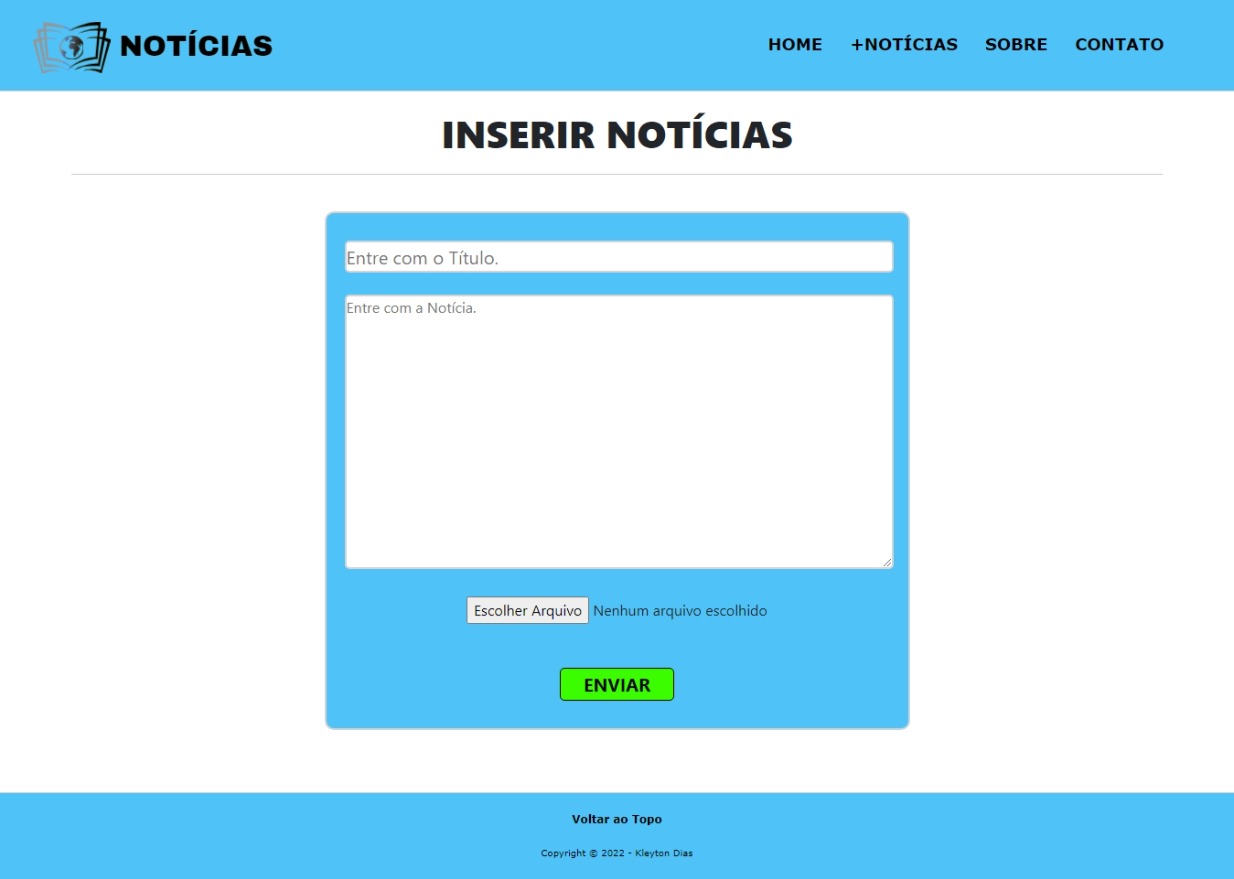 NOTÍCIAS
HOME +NOTÍCIAS SOBRE CONTATO
INSERIR NOTÍCIAS
Entre com o Título.
Entre com a Notícia.
Escolher Arquivo Nenhum arquivo escolhido
ENVIAR
Voltar ao Topo
Copyright © 2022 - Kleyton Dias